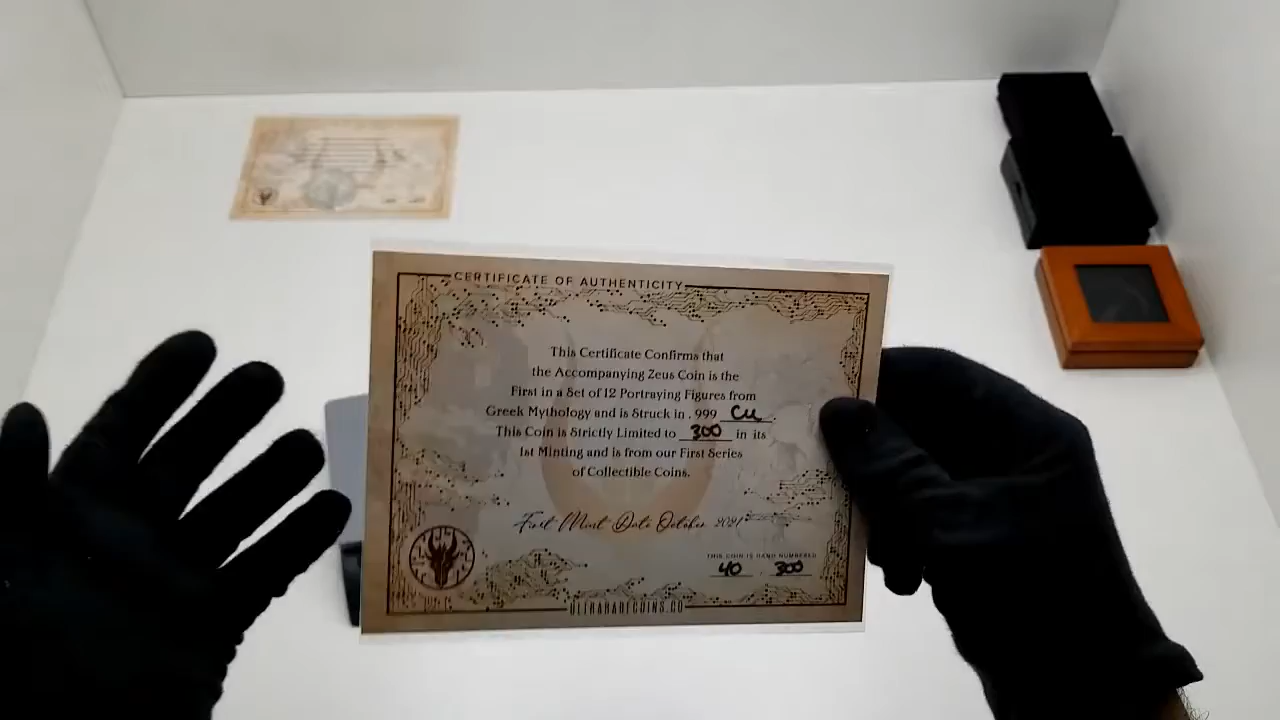 CERTIFICATE OF AUTHENTICITY
This Certificate Confirms that
the Accompanying Zeus Coin is the
First in a Set of 12 Portraying Figures from
Greek Mythology and is Struck in .999 Cu.
This Coin is Strictly Limited to 300 in its
1st Minting and is from our First Series
of Collectible Coins.
First Mint Date October 2021
THIS COIN IS HAND NUMBERED
40 300
ULTRARARECOINS.CO